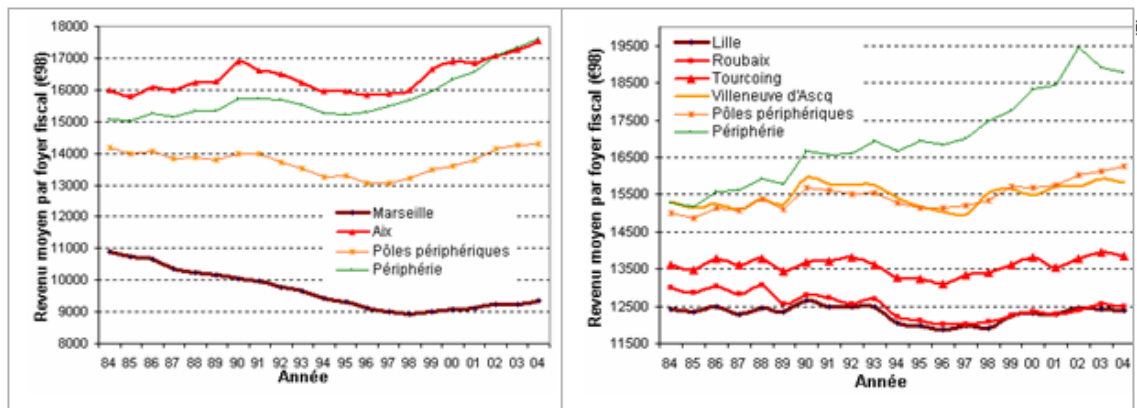 Revenu moyen par foyer fiscal (€98)
18000
17000
16000
15000
14000
13000
12000
11000
10000
9000
8000
Marseille
Aix
Pôles périphériques
Périphérie
84 85 86 87 88 89 90 91 92 93 94 95 96 97 98 99 00 01 02 03 04
Année
Revenu moyen par foyer fiscal (€98)
19500
18500
17500
16500
15500
14500
13500
12500
11500
Lille
Roubaix
Tourcoing
Villeneuve d'Ascq
Pôles périphériques
Périphérie
84 85 86 87 88 89 90 91 92 93 94 95 96 97 98 99 00 01 02 03 04
Année